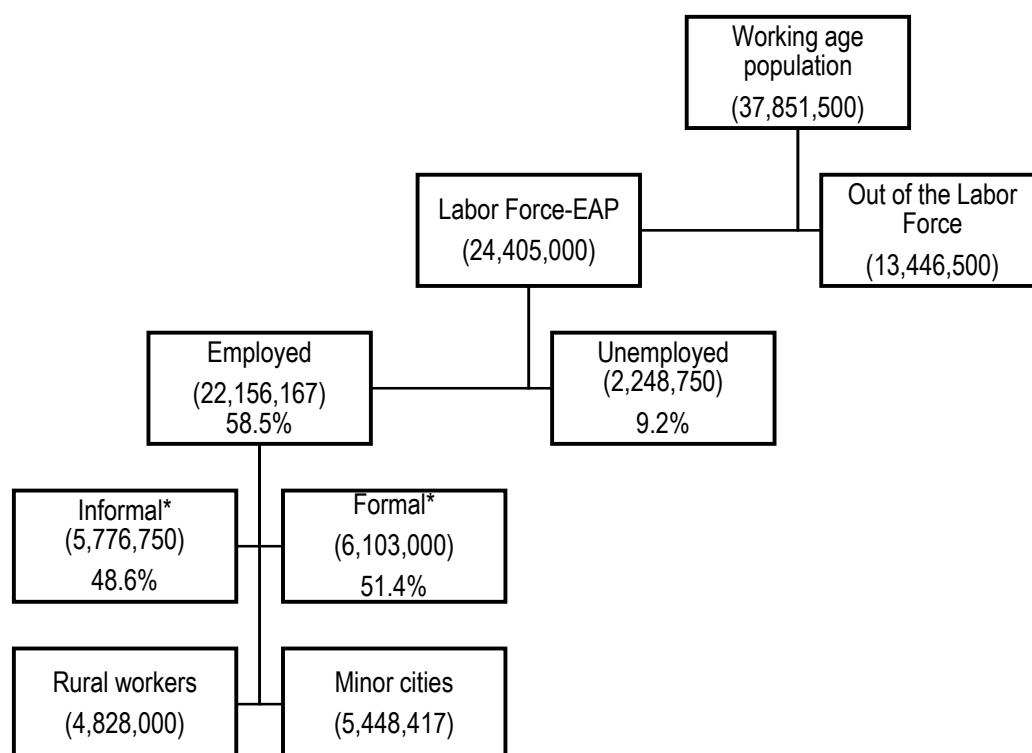 Working age
population
(37,851,500)
Labor Force-EAP
(24,405,000)
Out of the Labor
Force
(13,446,500)
Employed
(22,156,167)
58.5%
Unemployed
(2,248,750)
9.2%
Informal*
(5,776,750)
48.6%
Formal*
(6,103,000)
51.4%
Rural workers
(4,828,000)
Minor cities
(5,448,417)